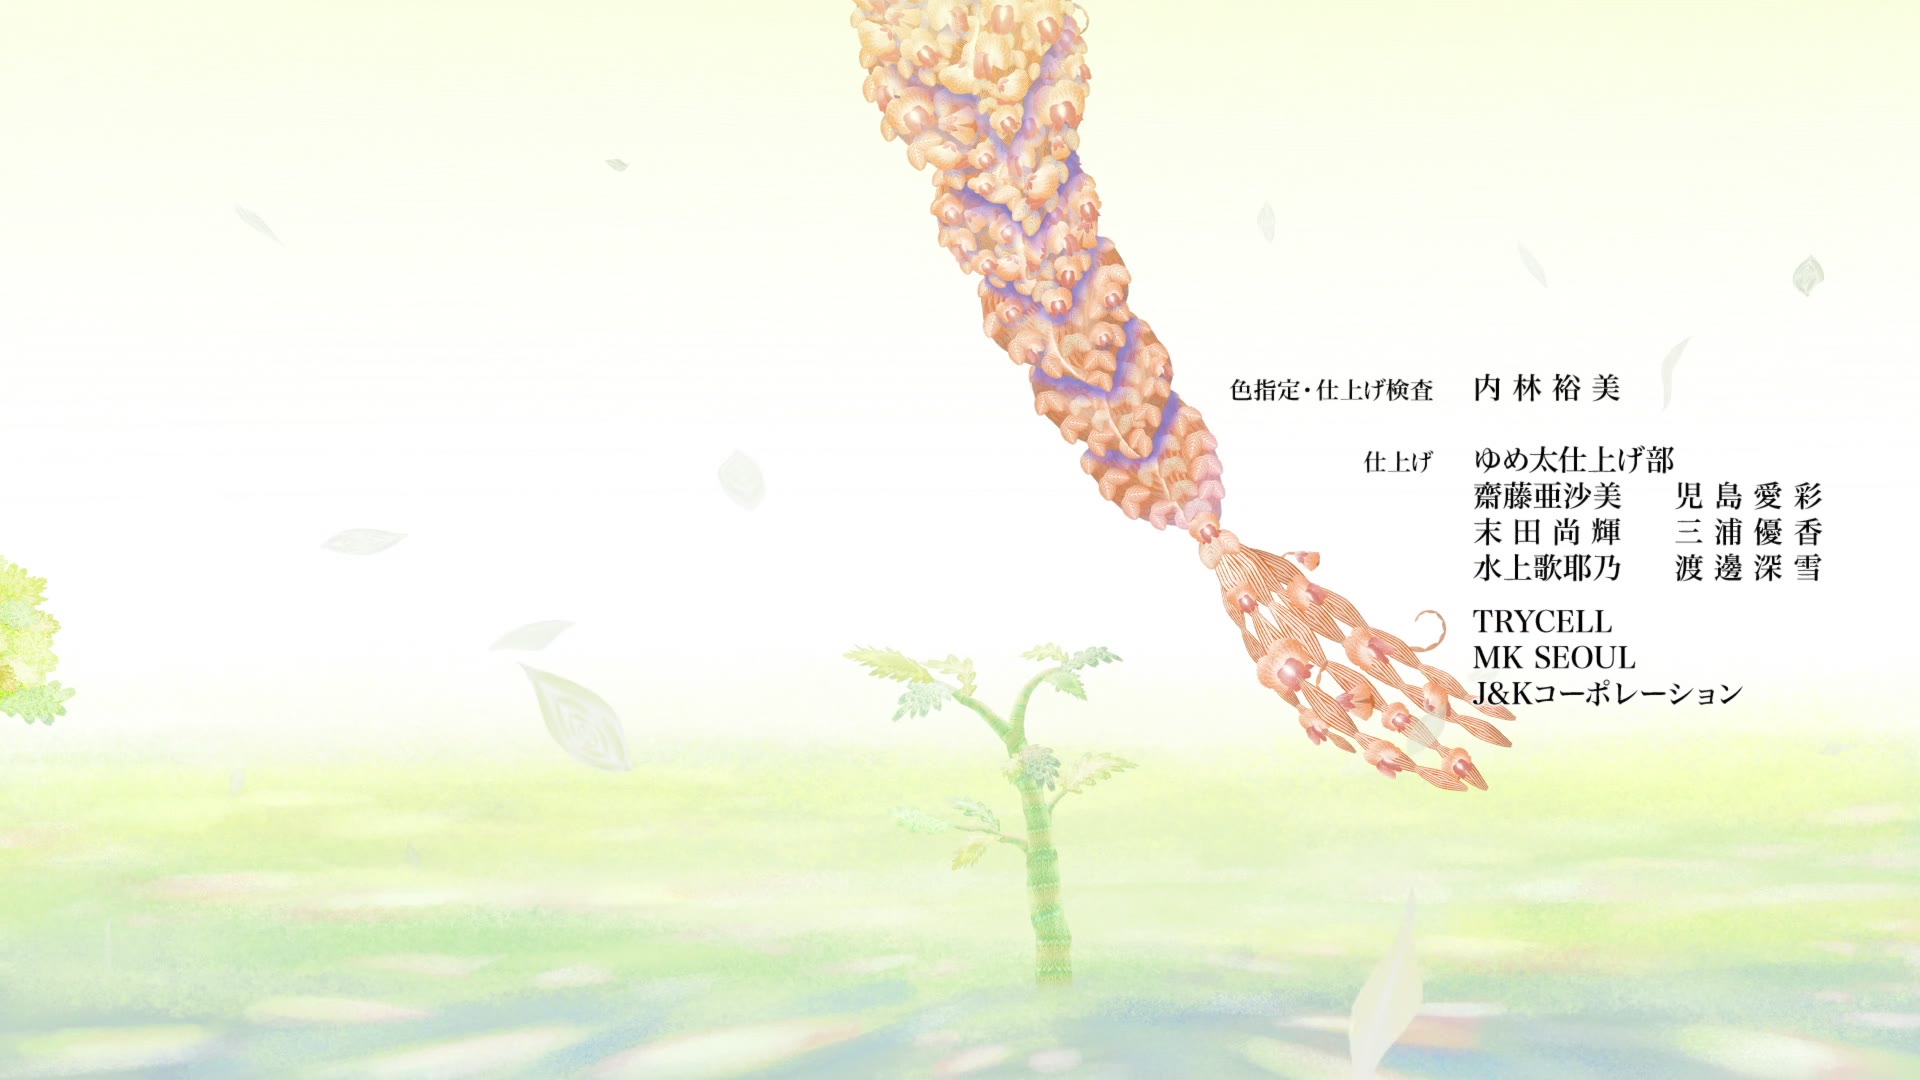 色指定・仕上げ検査 内林裕美
仕上げ ゆめ太仕上げ部
齋藤亜沙美 児島愛彩
末田尚輝 三浦優香
水上歌耶乃 渡邊深雪
TRYCELL
MK SEOUL
J&Kコーポレーション